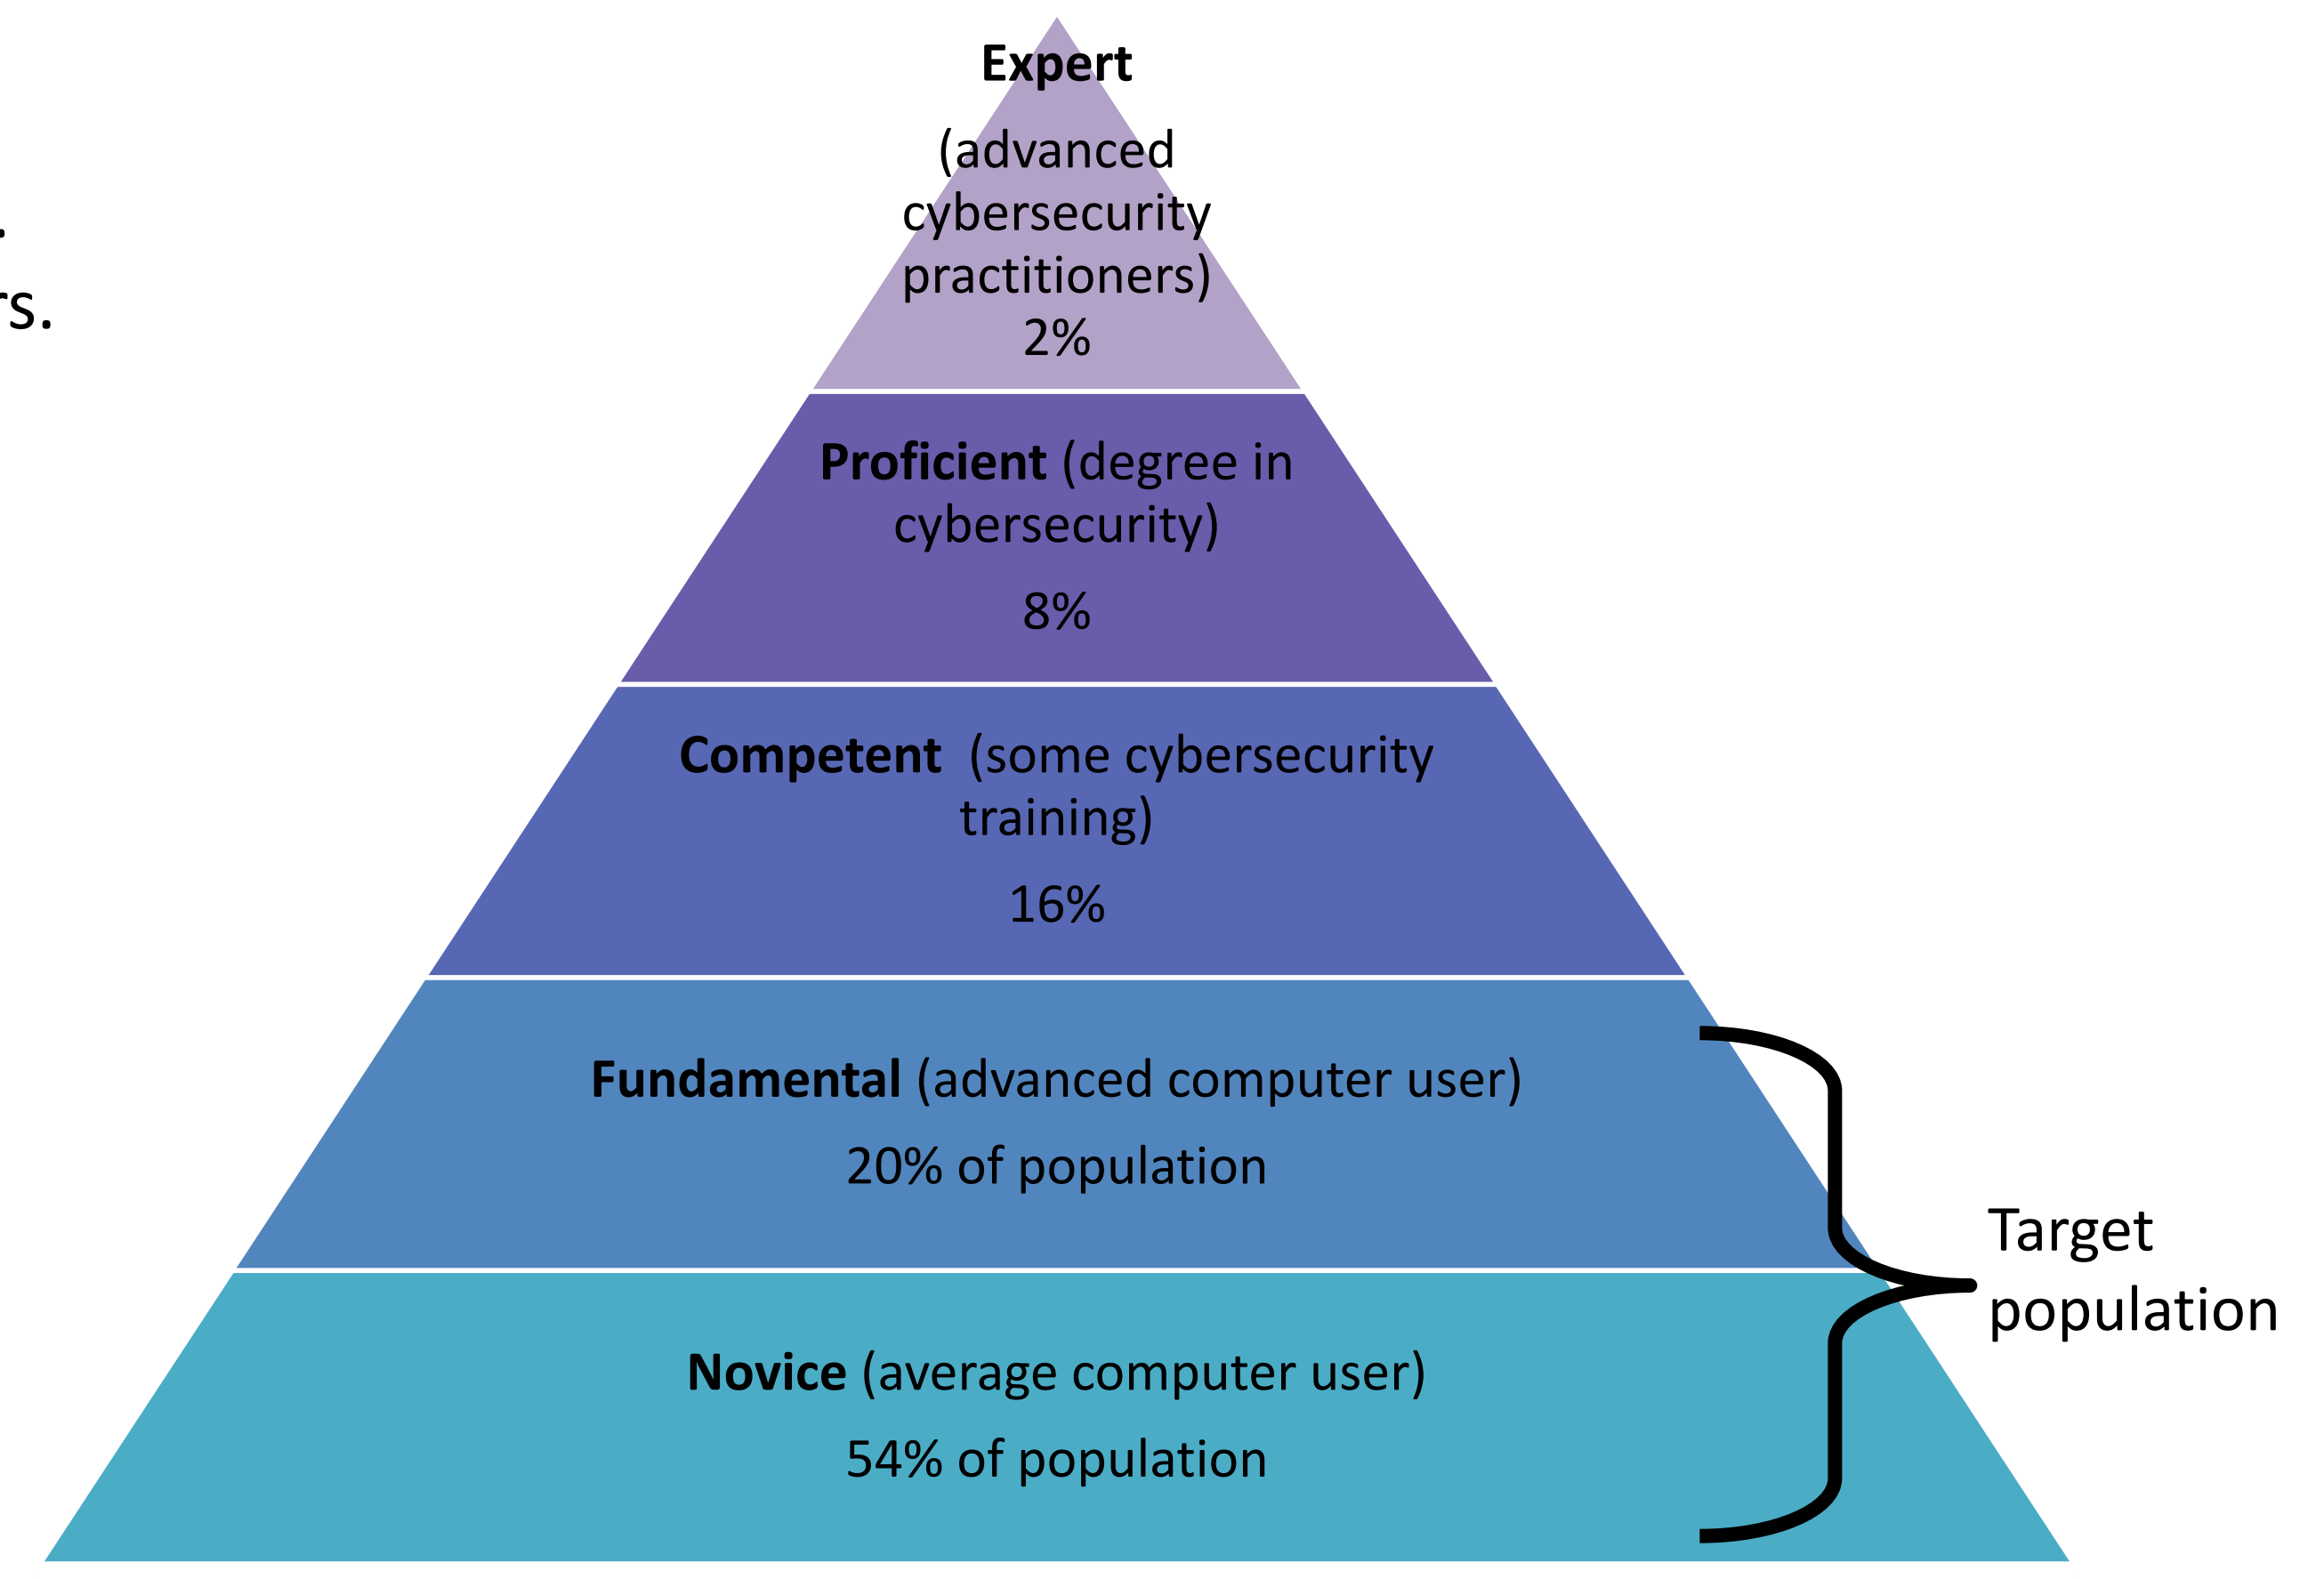 Expert
(advanced
cybersecurity
practitioners)
2%
.
s.
Proficient (degree in
cybersecurity)
8%
Competent (some cybersecurity
training)
16%
Fundamental (advanced computer user)
20% of population
Target
population
Novice (average computer user)
54% of population